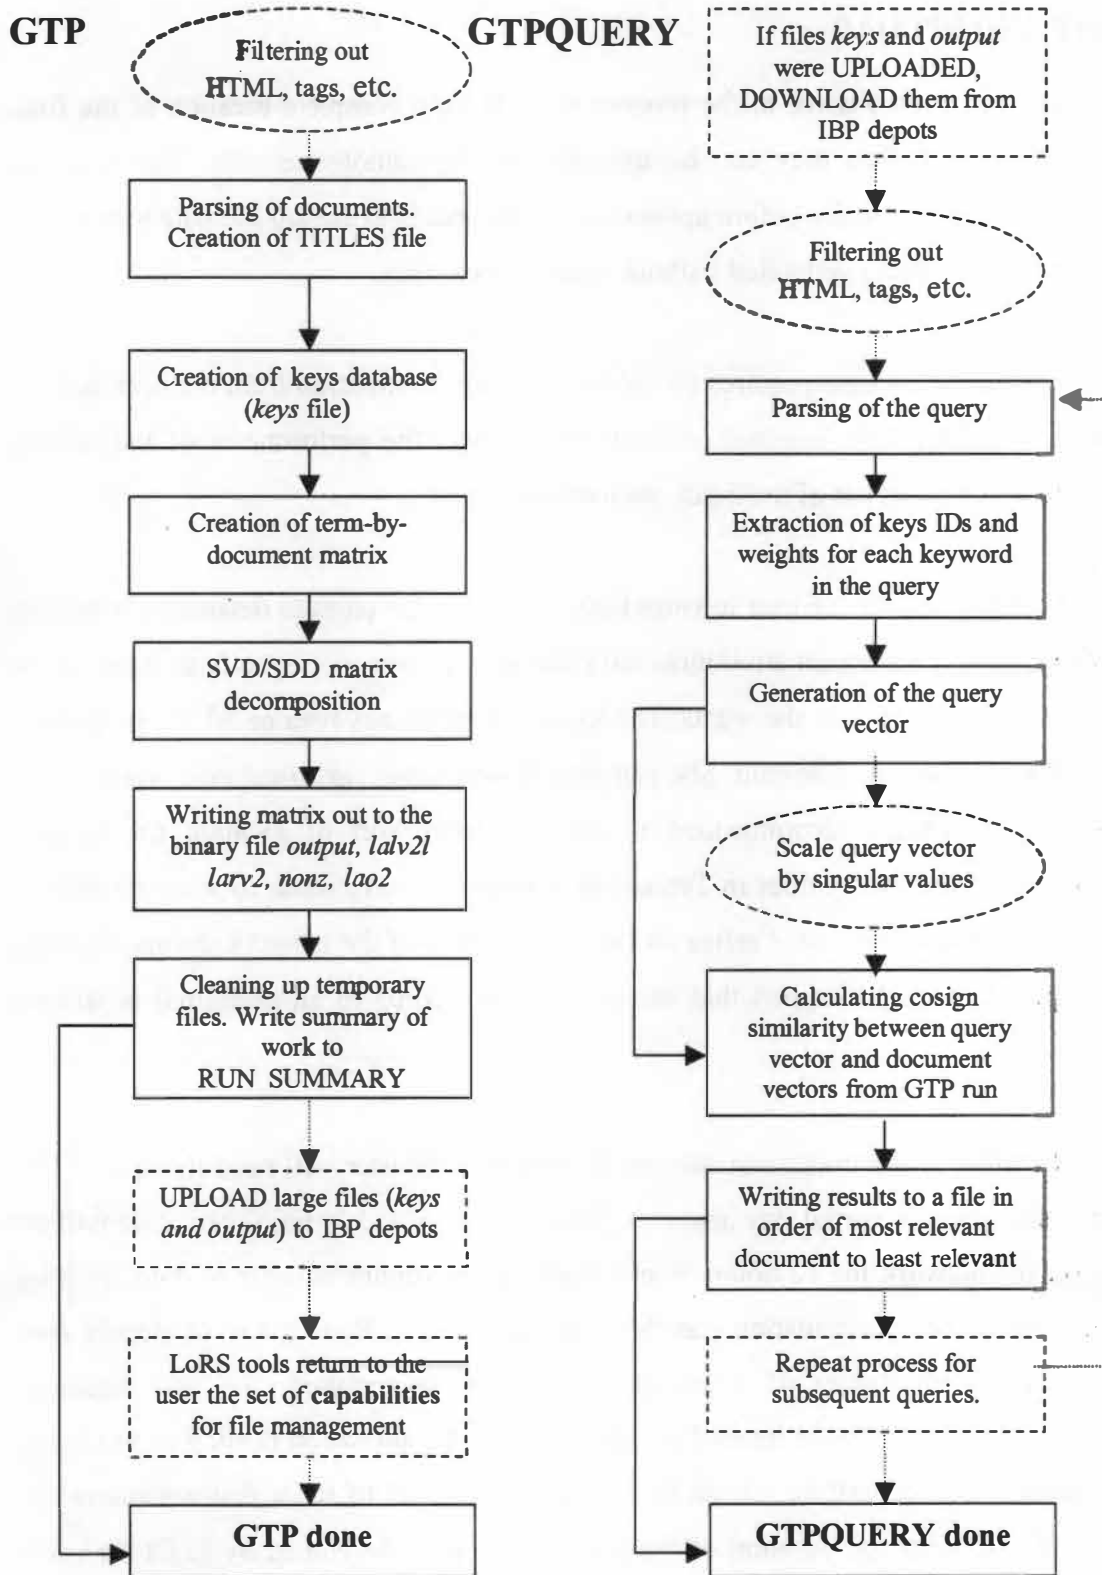 GTP
Filtering out
HTML, tags, etc.
Parsing of documents.
Creation of TITLES file
Creation of keys database
(keys file)
Creation of term-by-
document matrix
SVD/SDD matrix
decomposition
Writing matrix out to the
binary file output, lalv2l
larv2, nonz, lao2
Cleaning up temporary
files. Write summary of
work to
RUN SUMMARY
UPLOAD large files (keys
and output) to IBP depots
LoRS tools return to the
user the set of capabilities
for file management
GTP done
GTPQUERY
If files keys and output
were UPLOADED,
DOWNLOAD them from
IBP depots
Filtering out
HTML, tags, etc.
Parsing of the query
Extraction of keys IDs and
weights for each keyword
in the query
Generation of the query
vector
Scale query vector
by singular values
Calculating cosign
similarity between query
vector and document
vectors from GTP run
Writing results to a file in
order of most relevant
document to least relevant
Repeat process for
subsequent queries.
GTPQUERY done